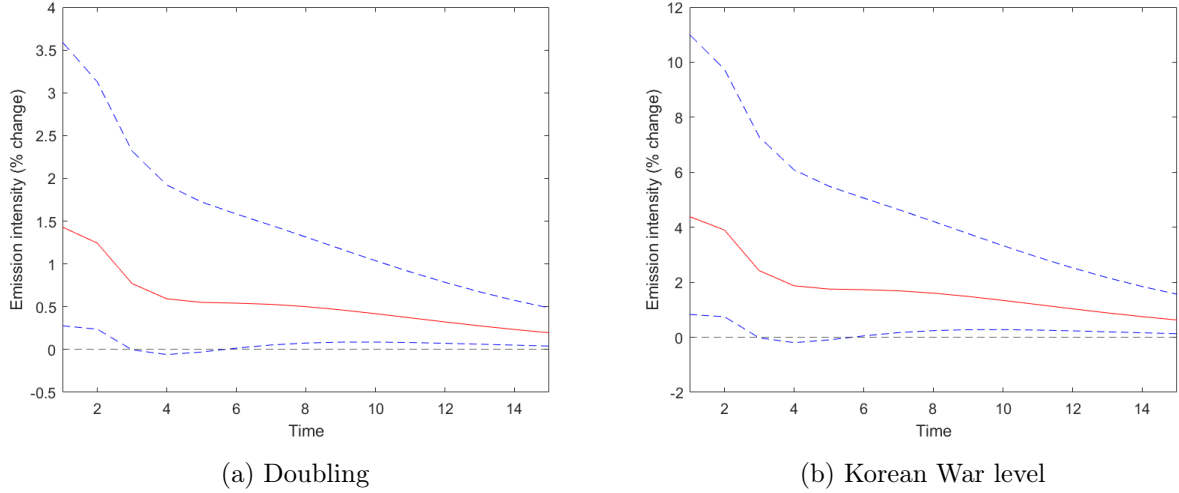 4
3.5
3
2.5
2
1.5
1
0.5
0
-0.5
Emission intensity (% change)
2 4 6 8 10 12 14
Time
(a) Doubling
12
10
8
6
4
2
0
-2
Emission intensity (% change)
2 4 6 8 10 12 14
Time
(b) Korean War level